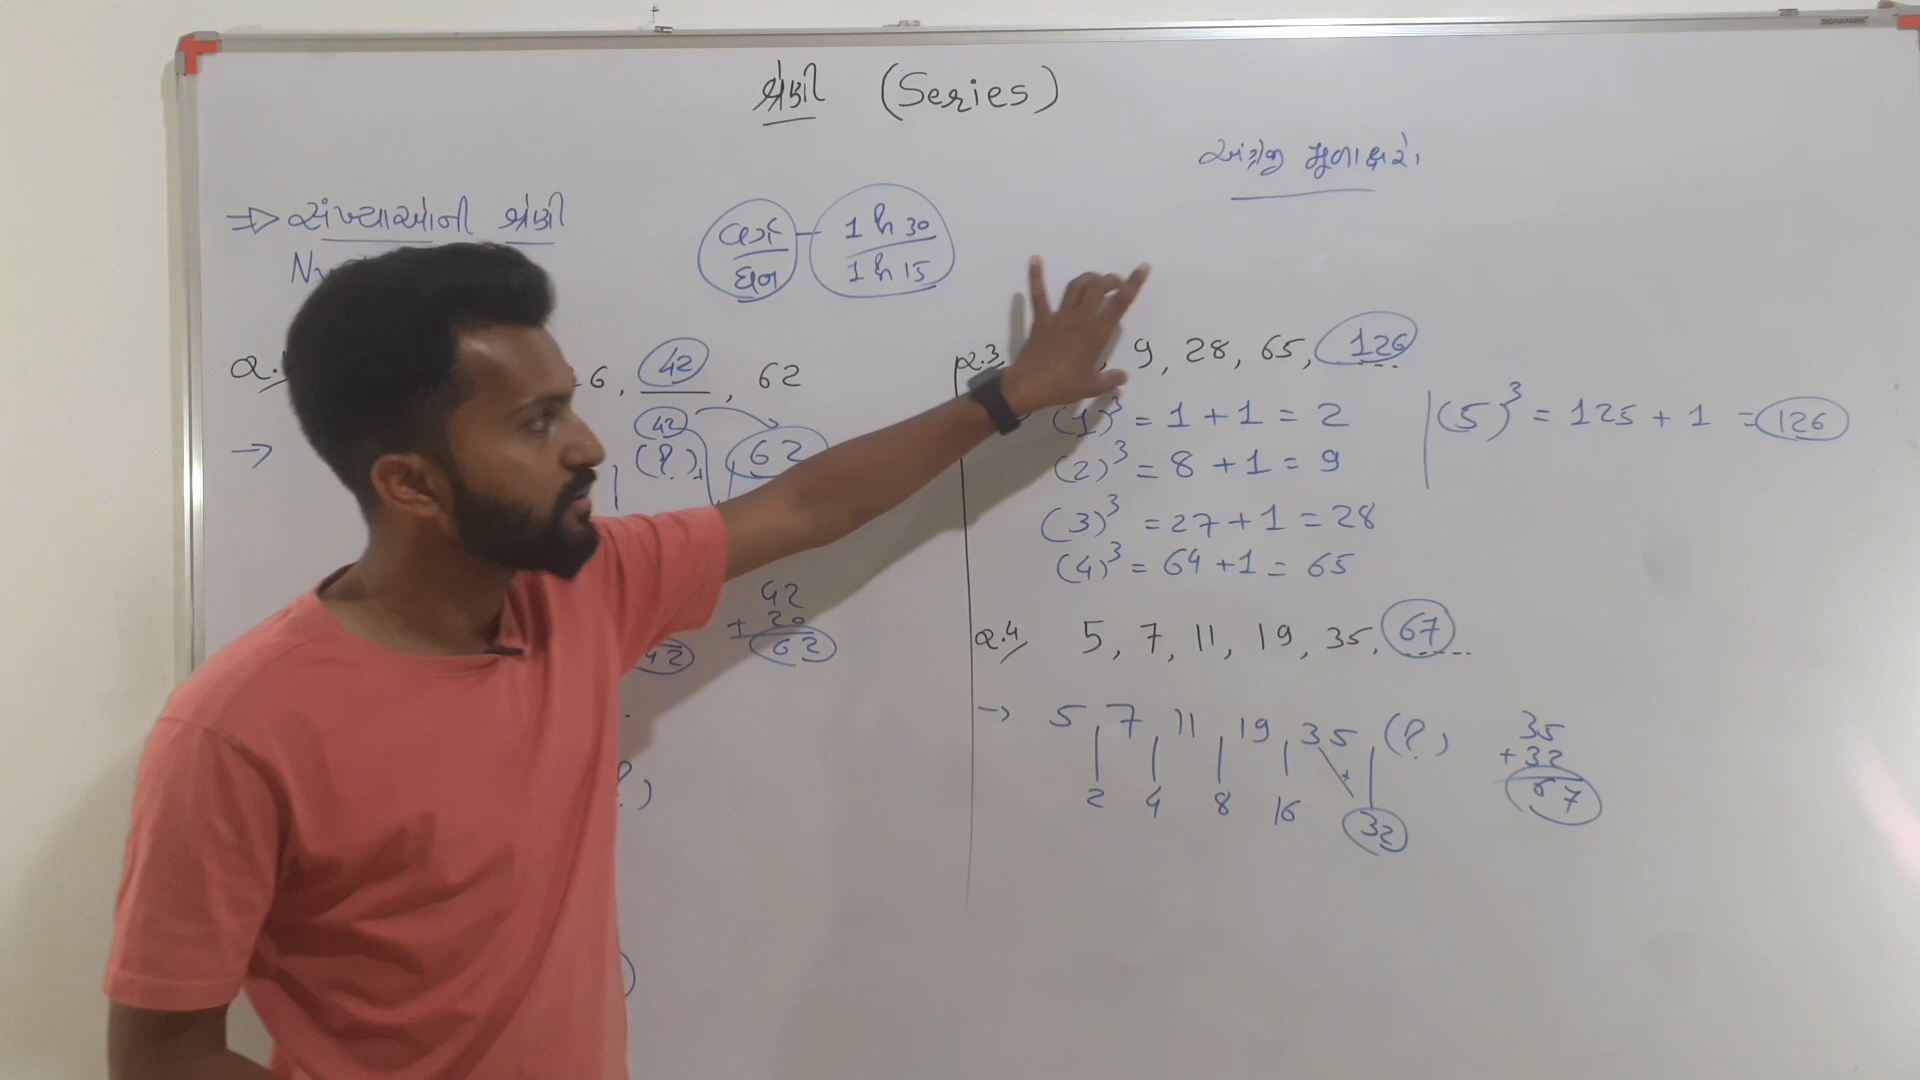 શ્રેણી (Series)
અંગ્રેજી મૂળાક્ષરો
⇒ સંખ્યાઓની શ્રેણી
વર્ગ - 1 થી 30
ઘન 1 થી 15
Q. 6, 42, 62
→ 42
(?) 62
42
+ 20
62
42
?)
Q.3 , 9, 28, 65, 126
(1)³ = 1 + 1 = 2
(2)³ = 8 + 1 = 9
(3)³ = 27 + 1 = 28
(4)³ = 64 + 1 = 65
(5)³ = 125 + 1 = 126
Q.4 5, 7, 11, 19, 35, 67
→ 5 7 11 19 35 (?)
2 4 8 16 + 32
35
+ 32
67